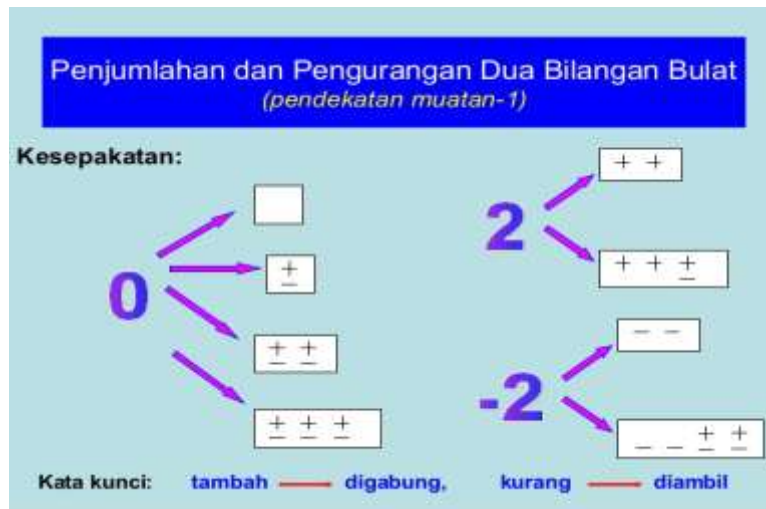 Penjumlahan dan Pengurangan Dua Bilangan Bulat
(pendekatan muatan-1)
Kesepakatan:
0
±
± ±
± ± ±
2
+ +
+ + ±
-2
− −
− − ± ±
Kata kunci: tambah → digabung, kurang → diambil